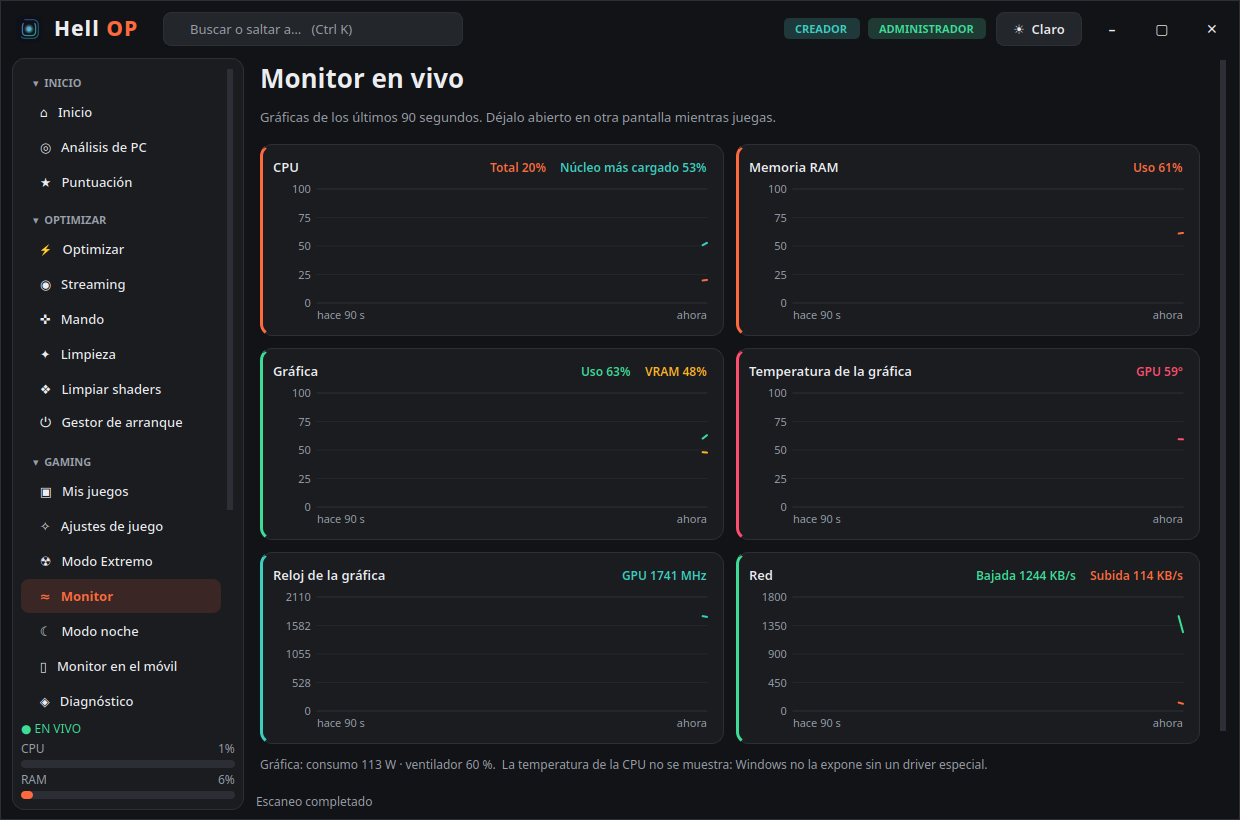 Hell OP
Buscar o saltar a... (Ctrl K)
CREADOR
ADMINISTRADOR
☀ Claro
▾ INICIO
Inicio
Análisis de PC
Puntuación
▾ OPTIMIZAR
Optimizar
Streaming
Mando
Limpieza
Limpiar shaders
Gestor de arranque
▾ GAMING
Mis juegos
Ajustes de juego
Modo Extremo
Monitor
Modo noche
Monitor en el móvil
Diagnóstico
EN VIVO
CPU 1%
RAM 6%
Monitor en vivo
Gráficas de los últimos 90 segundos. Déjalo abierto en otra pantalla mientras juegas.
CPU Total 20% Núcleo más cargado 53%
100
75
50
25
0
hace 90 s ahora
Memoria RAM Uso 61%
100
75
50
25
0
hace 90 s ahora
Gráfica Uso 63% VRAM 48%
100
75
50
25
0
hace 90 s ahora
Temperatura de la gráfica GPU 59°
100
75
50
25
0
hace 90 s ahora
Reloj de la gráfica GPU 1741 MHz
2110
1582
1055
528
0
hace 90 s ahora
Red Bajada 1244 KB/s Subida 114 KB/s
1800
1350
900
450
0
hace 90 s ahora
Gráfica: consumo 113 W · ventilador 60 %. La temperatura de la CPU no se muestra: Windows no la expone sin un driver especial.
Escaneo completado